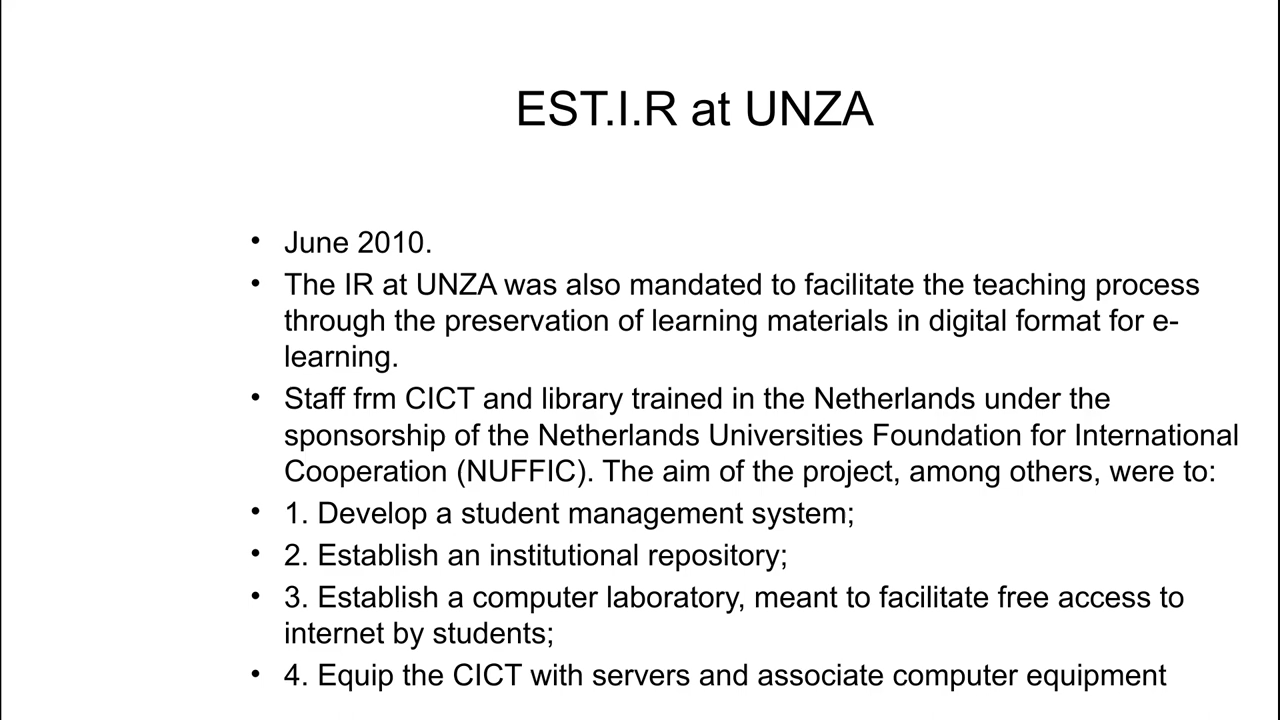 EST.I.R at UNZA
• June 2010.
• The IR at UNZA was also mandated to facilitate the teaching process
through the preservation of learning materials in digital format for e-
learning.
• Staff frm CICT and library trained in the Netherlands under the
sponsorship of the Netherlands Universities Foundation for International
Cooperation (NUFFIC). The aim of the project, among others, were to:
• 1. Develop a student management system;
• 2. Establish an institutional repository;
• 3. Establish a computer laboratory, meant to facilitate free access to
internet by students;
• 4. Equip the CICT with servers and associate computer equipment